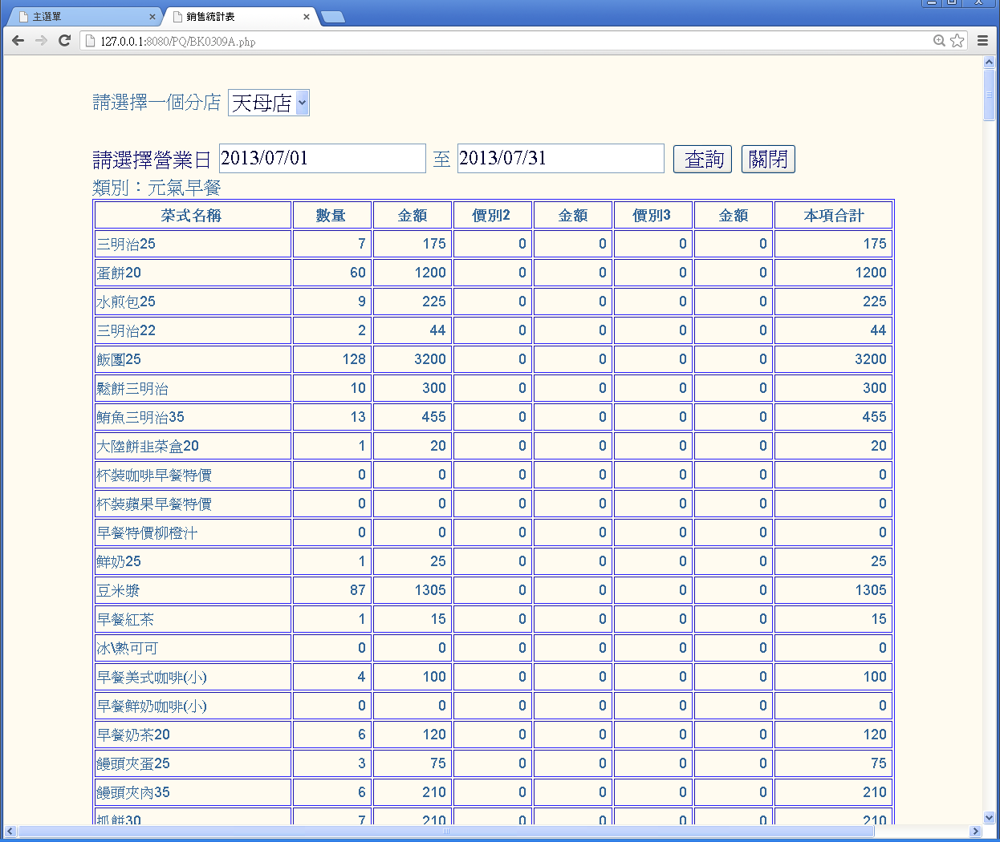 主選單 銷售統計表
127.0.0.1:8080/PQ/BK0309A.php
請選擇一個分店 天母店
請選擇營業日 2013/07/01 至 2013/07/31 查詢 關閉
類別：元氣早餐
菜式名稱 數量 金額 價別2 金額 價別3 金額 本項合計
三明治25 7 175 0 0 0 0 175
蛋餅20 60 1200 0 0 0 0 1200
水煎包25 9 225 0 0 0 0 225
三明治22 2 44 0 0 0 0 44
飯團25 128 3200 0 0 0 0 3200
鬆餅三明治 10 300 0 0 0 0 300
鮪魚三明治35 13 455 0 0 0 0 455
大陸餅韭菜盒20 1 20 0 0 0 0 20
杯裝咖啡早餐特價 0 0 0 0 0 0 0
杯裝蘋果早餐特價 0 0 0 0 0 0 0
早餐特價柳橙汁 0 0 0 0 0 0 0
鮮奶25 1 25 0 0 0 0 25
豆米漿 87 1305 0 0 0 0 1305
早餐紅茶 1 15 0 0 0 0 15
冰\熱可可 0 0 0 0 0 0 0
早餐美式咖啡(小) 4 100 0 0 0 0 100
早餐鮮奶咖啡(小) 0 0 0 0 0 0 0
早餐奶茶20 6 120 0 0 0 0 120
饅頭夾蛋25 3 75 0 0 0 0 75
饅頭夾肉35 6 210 0 0 0 0 210
抓餅30 7 210 0 0 0 0 210